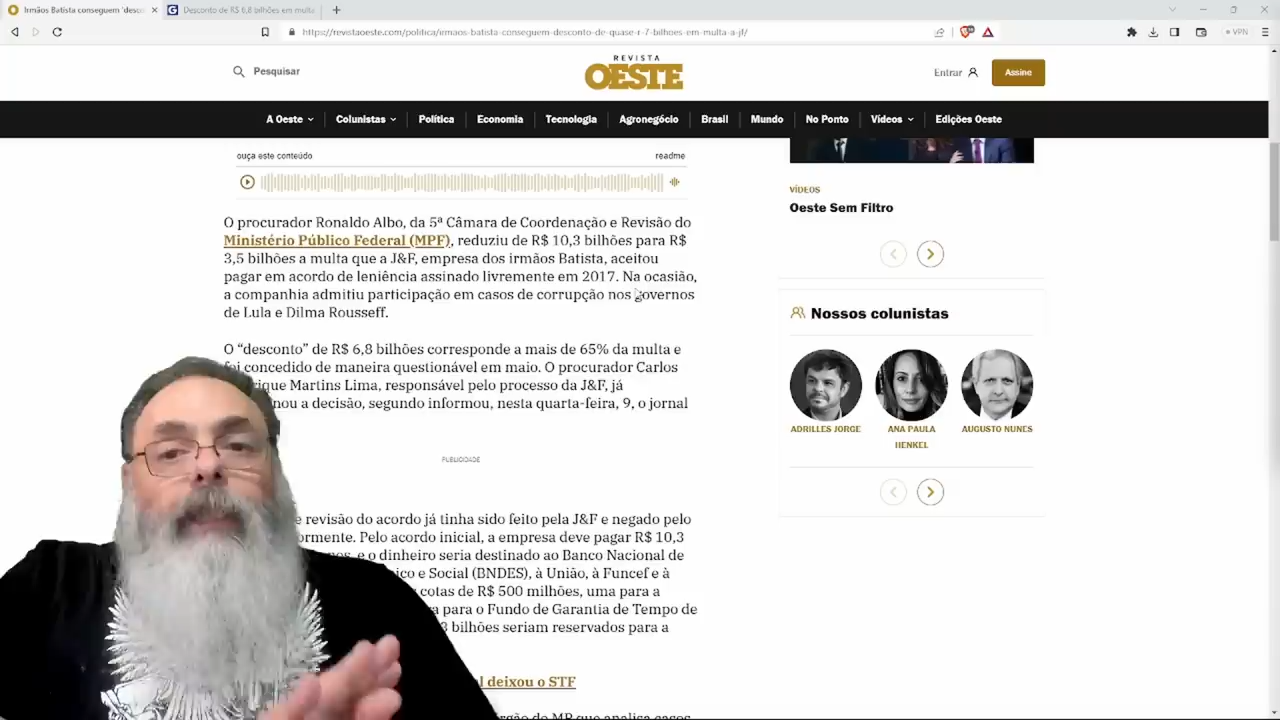 Irmãos Batista conseguem 'desco
Desconto de R$ 6,8 bilhões em multa
https://revistaoeste.com/politica/irmaos-batista-conseguem-desconto-de-quase-r-7-bilhoes-em-multa-a-jf/
VPN
Pesquisar
REVISTA
OESTE
Entrar
Assine
A Oeste
Colunistas
Política
Economia
Tecnologia
Agronegócio
Brasil
Mundo
No Ponto
Vídeos
Edições Oeste
ouça este conteúdo
readme
O procurador Ronaldo Albo, da 5ª Câmara de Coordenação e Revisão do
Ministério Público Federal (MPF), reduziu de R$ 10,3 bilhões para R$
3,5 bilhões a multa que a J&F, empresa dos irmãos Batista, aceitou
pagar em acordo de leniência assinado livremente em 2017. Na ocasião,
a companhia admitiu participação em casos de corrupção nos governos
de Lula e Dilma Rousseff.
O “desconto” de R$ 6,8 bilhões corresponde a mais de 65% da multa e
foi concedido de maneira questionável em maio. O procurador Carlos
rique Martins Lima, responsável pelo processo da J&F, já
nou a decisão, segundo informou, nesta quarta-feira, 9, o jornal
PUBLICIDADE
e revisão do acordo já tinha sido feito pela J&F e negado pelo
ormente. Pelo acordo inicial, a empresa deve pagar R$ 10,3
nos, e o dinheiro seria destinado ao Banco Nacional de
ico e Social (BNDES), à União, à Funcef e à
cotas de R$ 500 milhões, uma para a
a para o Fundo de Garantia de Tempo de
3 bilhões seriam reservados para a
l deixou o STF
rgão do MP que analisa casos
VÍDEOS
Oeste Sem Filtro
Nossos colunistas
ADRILLES JORGE
ANA PAULA
HENKEL
AUGUSTO NUNES